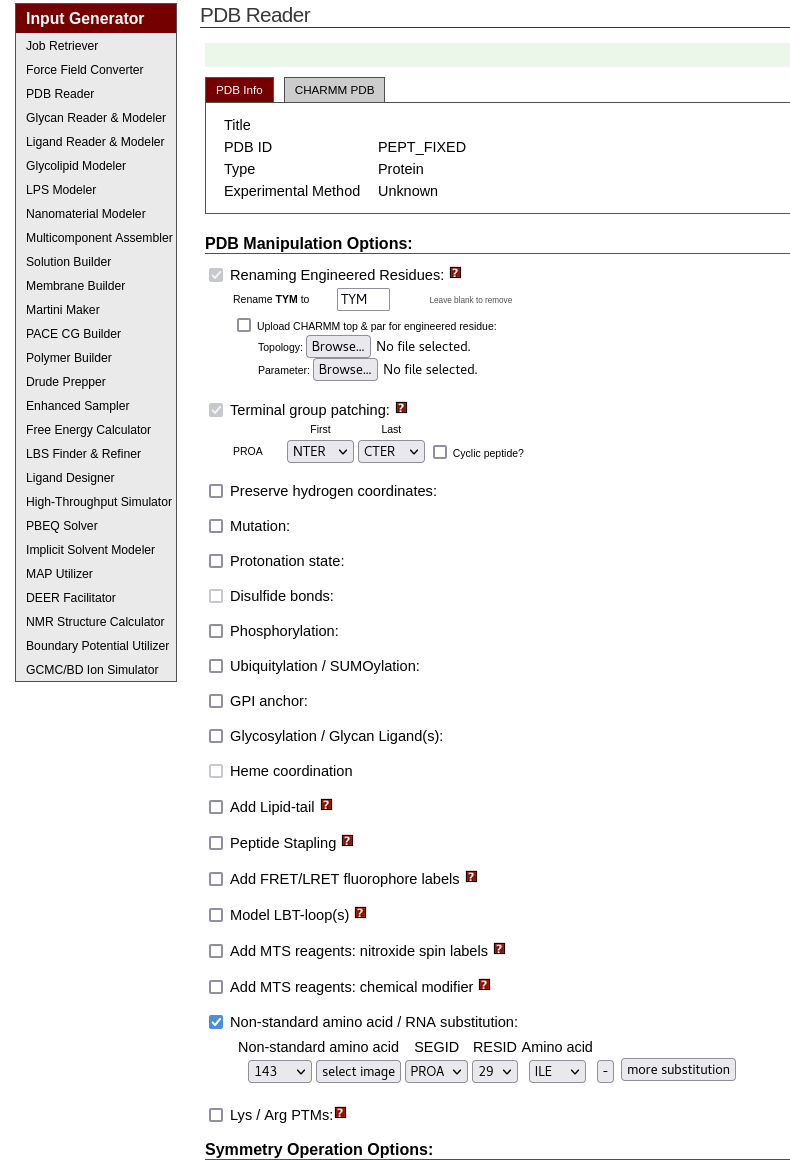 Input Generator
Job Retriever
Force Field Converter
PDB Reader
Glycan Reader & Modeler
Ligand Reader & Modeler
Glycolipid Modeler
LPS Modeler
Nanomaterial Modeler
Multicomponent Assembler
Solution Builder
Membrane Builder
Martini Maker
PACE CG Builder
Polymer Builder
Drude Prepper
Enhanced Sampler
Free Energy Calculator
LBS Finder & Refiner
Ligand Designer
High-Throughput Simulator
PBEQ Solver
Implicit Solvent Modeler
MAP Utilizer
DEER Facilitator
NMR Structure Calculator
Boundary Potential Utilizer
GCMC/BD Ion Simulator
PDB Reader
PDB Info CHARMM PDB
Title
PDB ID PEPT_FIXED
Type Protein
Experimental Method Unknown
PDB Manipulation Options:
Renaming Engineered Residues: ?
Rename TYM to TYM Leave blank to remove
Upload CHARMM top & par for engineered residue:
Topology: Browse... No file selected.
Parameter: Browse... No file selected.
Terminal group patching: ?
First Last
PROA NTER CTER Cyclic peptide?
Preserve hydrogen coordinates:
Mutation:
Protonation state:
Disulfide bonds:
Phosphorylation:
Ubiquitylation / SUMOylation:
GPI anchor:
Glycosylation / Glycan Ligand(s):
Heme coordination
Add Lipid-tail ?
Peptide Stapling ?
Add FRET/LRET fluorophore labels ?
Model LBT-loop(s) ?
Add MTS reagents: nitroxide spin labels ?
Add MTS reagents: chemical modifier ?
Non-standard amino acid / RNA substitution:
Non-standard amino acid SEGID RESID Amino acid
143 select image PROA 29 ILE - more substitution
Lys / Arg PTMs: ?
Symmetry Operation Options: